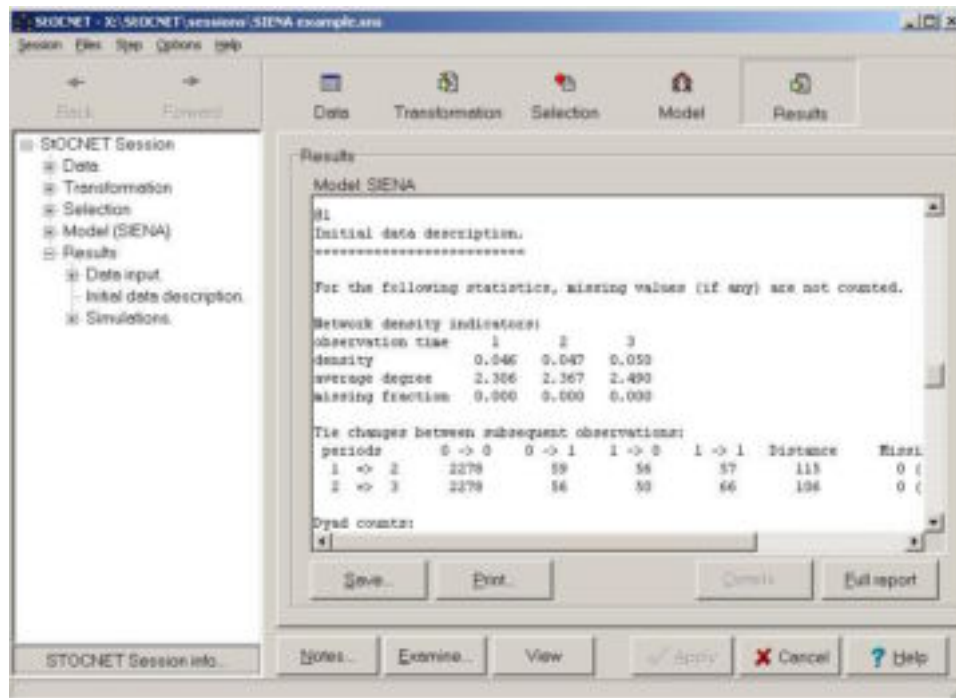 StOCNET - X:\StOCNET\sessions\SIENA example.sns
Session Files Step Options Help
Back Forward
Data Transformation Selection Model Results
StOCNET Session
Data
Transformation
Selection
Model (SIENA)
Results
Data input
Initial data description.
Simulations.
Results
Model: SIENA
@1
Initial data description.
==========================
For the following statistics, missing values (if any) are not counted.
Network density indicators:
observation time 1 2 3
density 0.046 0.047 0.050
average degree 2.306 2.367 2.490
missing fraction 0.000 0.000 0.000
Tie changes between subsequent observations:
periods 0 -> 0 0 -> 1 1 -> 0 1 -> 1 Distance Missi
1 => 2 2278 59 56 57 115 0 (
2 => 3 2278 56 50 66 106 0 (
Dyad counts:
Save... Print... Details Full report
STOCNET Session info...
Notes... Examine... View Apply Cancel Help